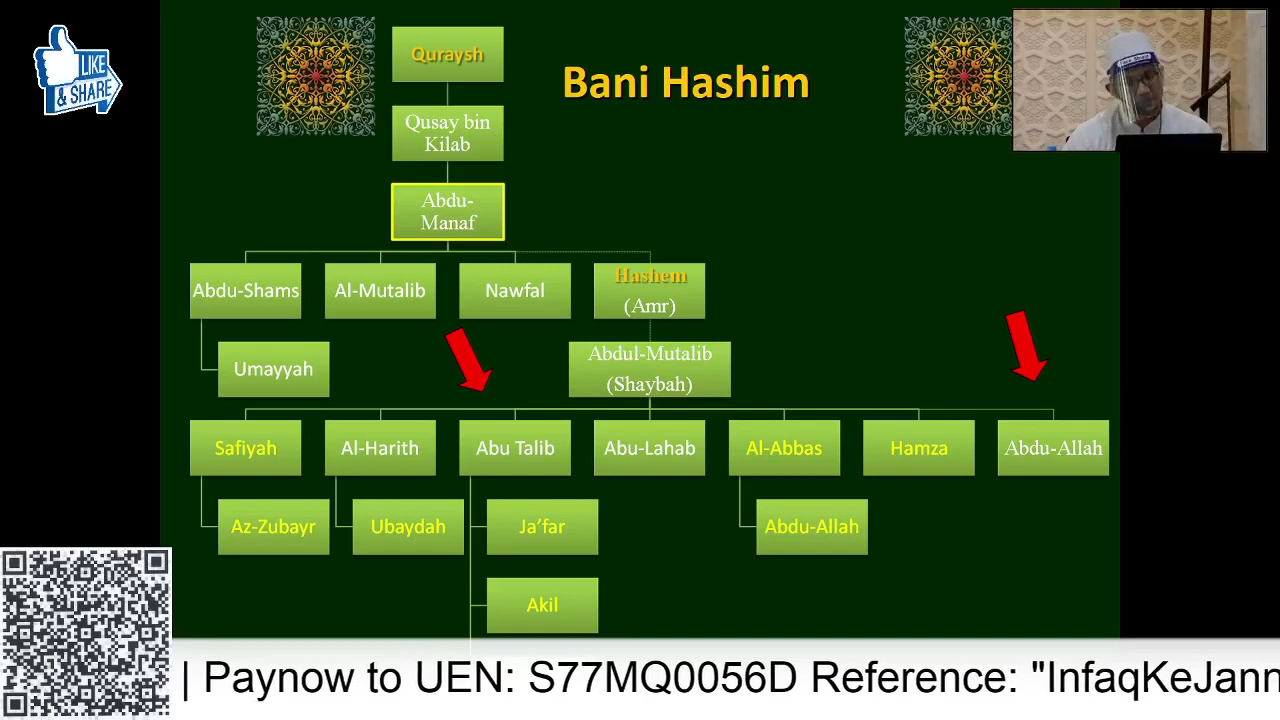 LIKE
& SHARE
Quraysh
Bani Hashim
Qusay bin
Kilab
Abdu-
Manaf
Abdu-Shams
Al-Mutalib
Nawfal
Hashem
(Amr)
Umayyah
Abdul-Mutalib
(Shaybah)
Safiyah
Al-Harith
Abu Talib
Abu-Lahab
Al-Abbas
Hamza
Abdu-Allah
Az-Zubayr
Ubaydah
Ja’far
Abdu-Allah
Akil
| Paynow to UEN: S77MQ0056D Reference: "InfaqKeJann